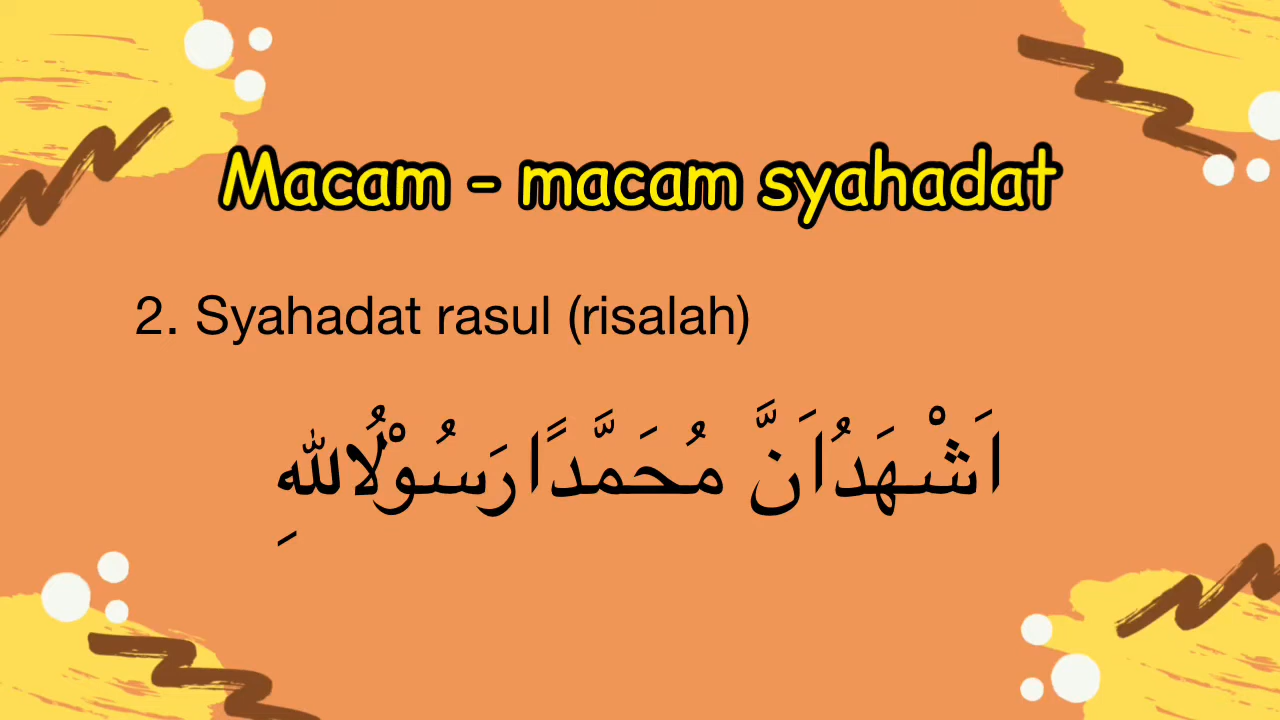 Macam - macam syahadat
2. Syahadat rasul (risalah)
اَشْهَدُاَنَّ مُحَمَّدًارَسُوْلُاللهِ